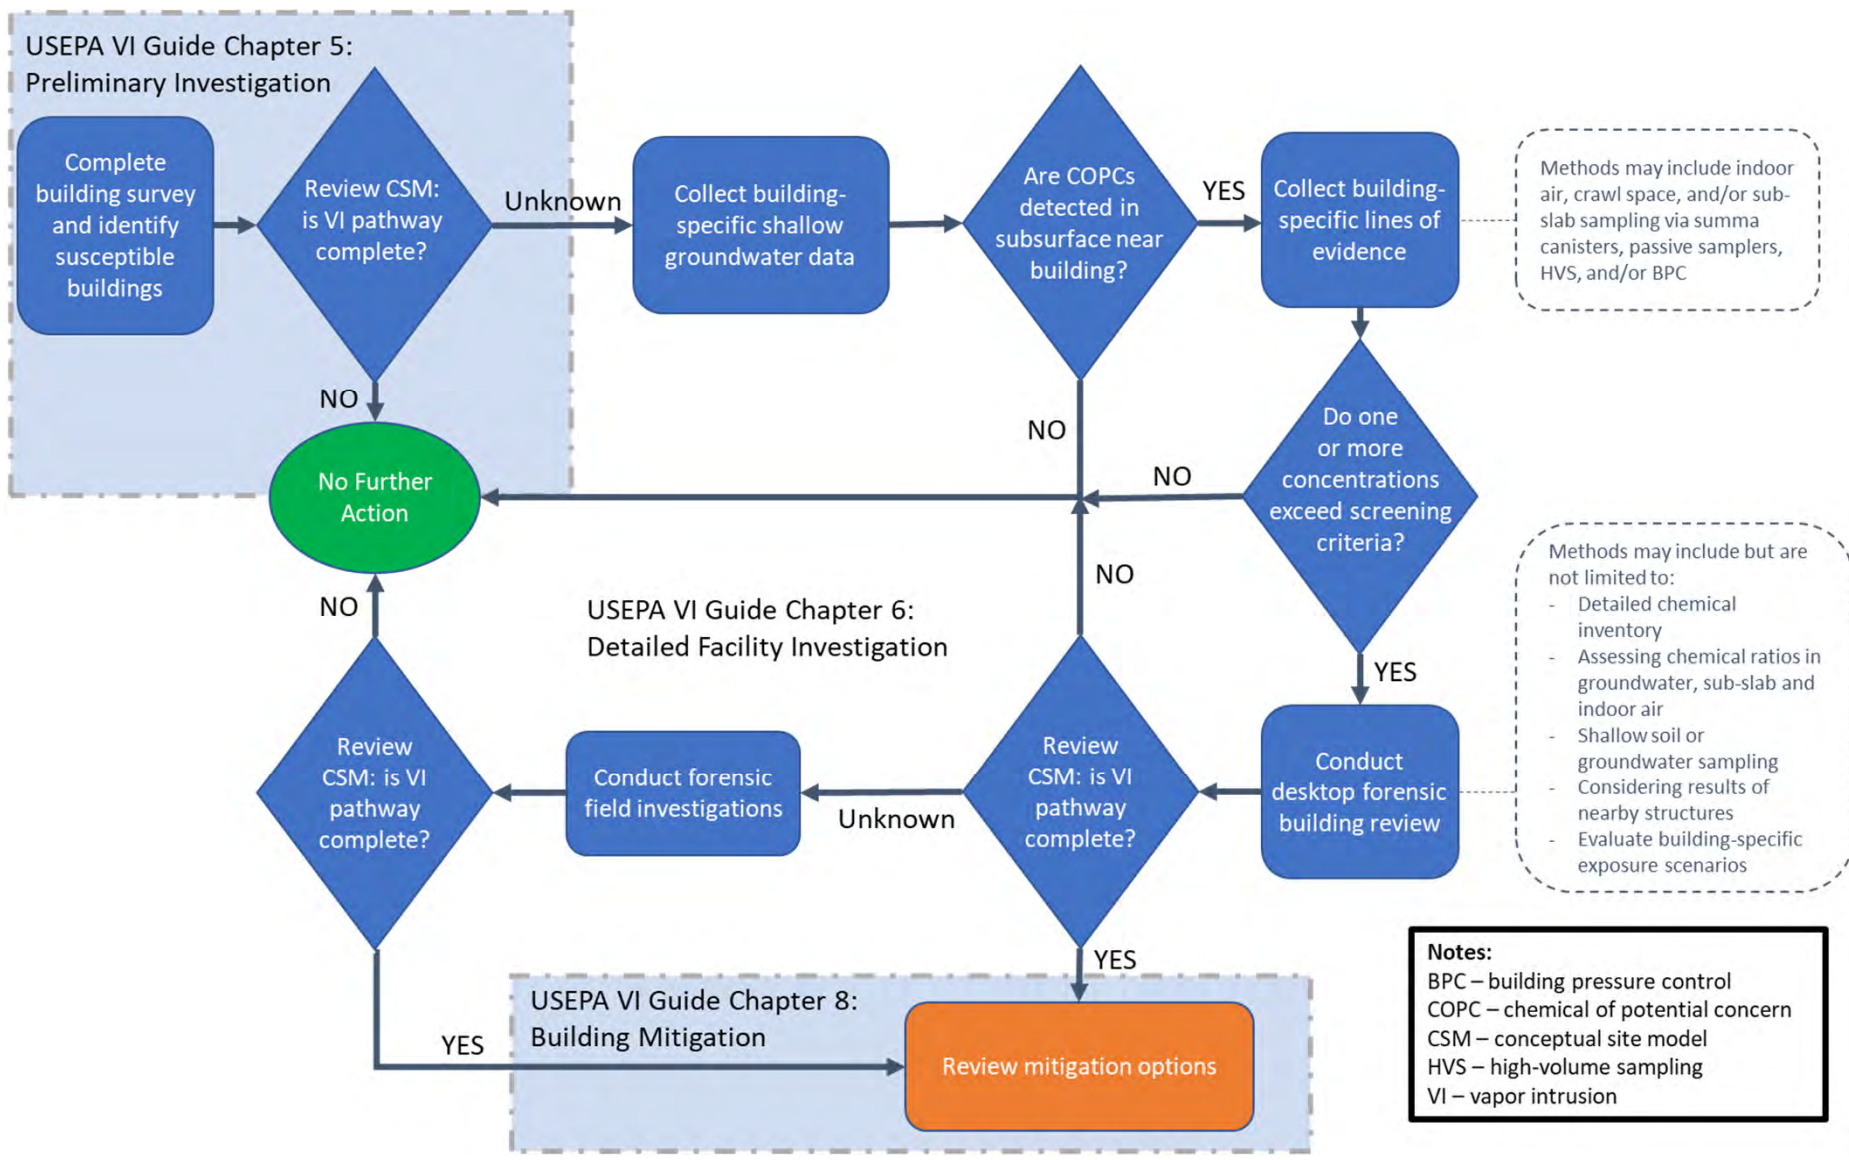 USEPA VI Guide Chapter 5:
Preliminary Investigation
Complete
building survey
and identify
susceptible
buildings
Review CSM:
is VI pathway
complete?
Unknown
NO
Collect building-
specific shallow
groundwater data
Are COPCs
detected in
subsurface near
building?
YES
NO
Collect building-
specific lines of
evidence
Methods may include indoor
air, crawl space, and/or sub-
slab sampling via summa
canisters, passive samplers,
HVS, and/or BPC
Do one
or more
concentrations
exceed screening
criteria?
NO
YES
No Further
Action
USEPA VI Guide Chapter 6:
Detailed Facility Investigation
Methods may include but are
not limited to:
- Detailed chemical
inventory
- Assessing chemical ratios in
groundwater, sub-slab and
indoor air
- Shallow soil or
groundwater sampling
- Considering results of
nearby structures
- Evaluate building-specific
exposure scenarios
Conduct
desktop forensic
building review
Review
CSM: is VI
pathway
complete?
NO
Unknown
YES
Conduct forensic
field investigations
Review
CSM: is VI
pathway
complete?
NO
YES
USEPA VI Guide Chapter 8:
Building Mitigation
Review mitigation options
Notes:
BPC – building pressure control
COPC – chemical of potential concern
CSM – conceptual site model
HVS – high-volume sampling
VI – vapor intrusion